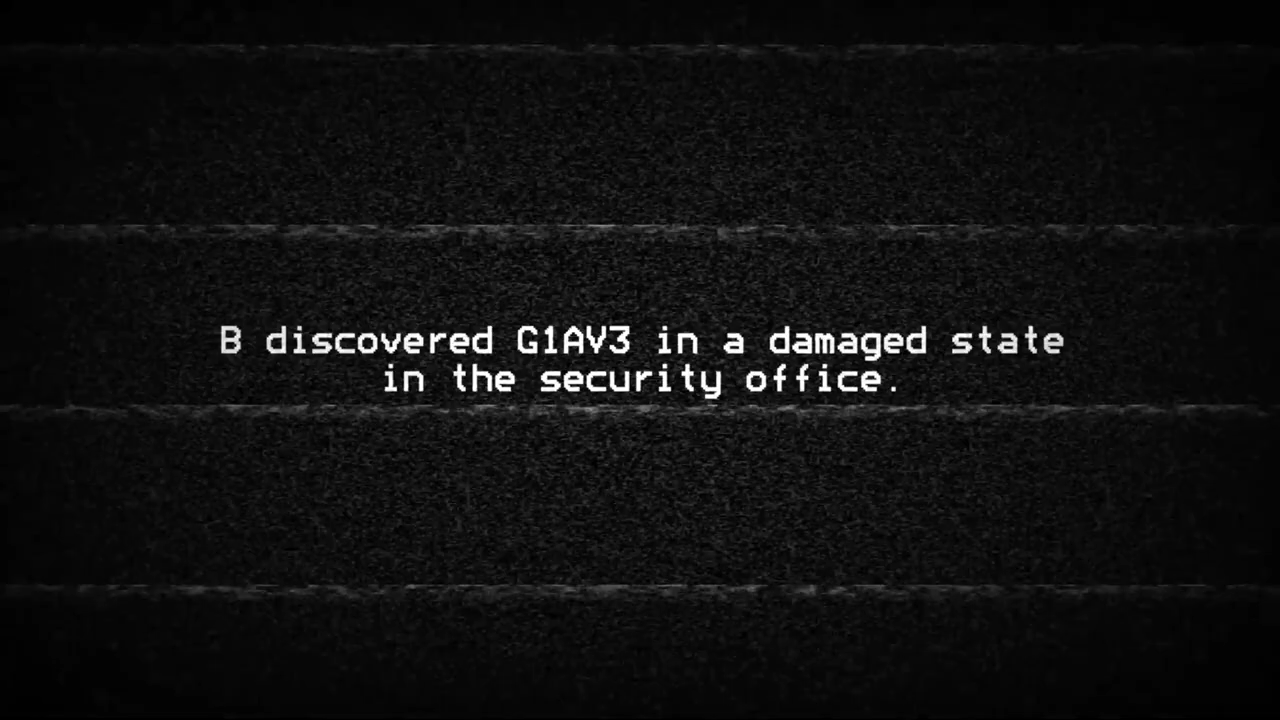 B discovered G1AV3 in a damaged state
in the security office.